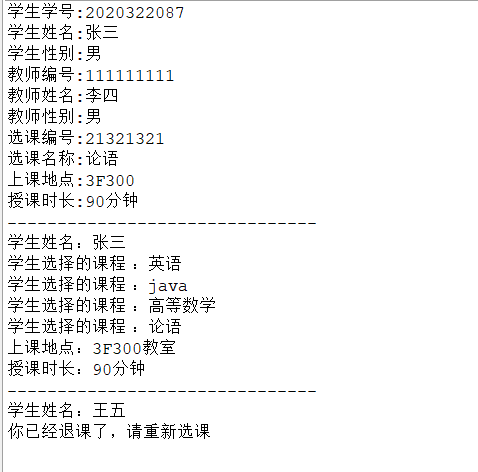 学生学号:2020322087
学生姓名:张三
学生性别:男
教师编号:111111111
教师姓名:李四
教师性别:男
选课编号:21321321
选课名称:论语
上课地点:3F300
授课时长:90分钟
-------------------------------
学生姓名：张三
学生选择的课程 ：英语
学生选择的课程 ：java
学生选择的课程 ：高等数学
学生选择的课程 ：论语
上课地点：3F300教室
授课时长：90分钟
-------------------------------
学生姓名：王五
你已经退课了，请重新选课